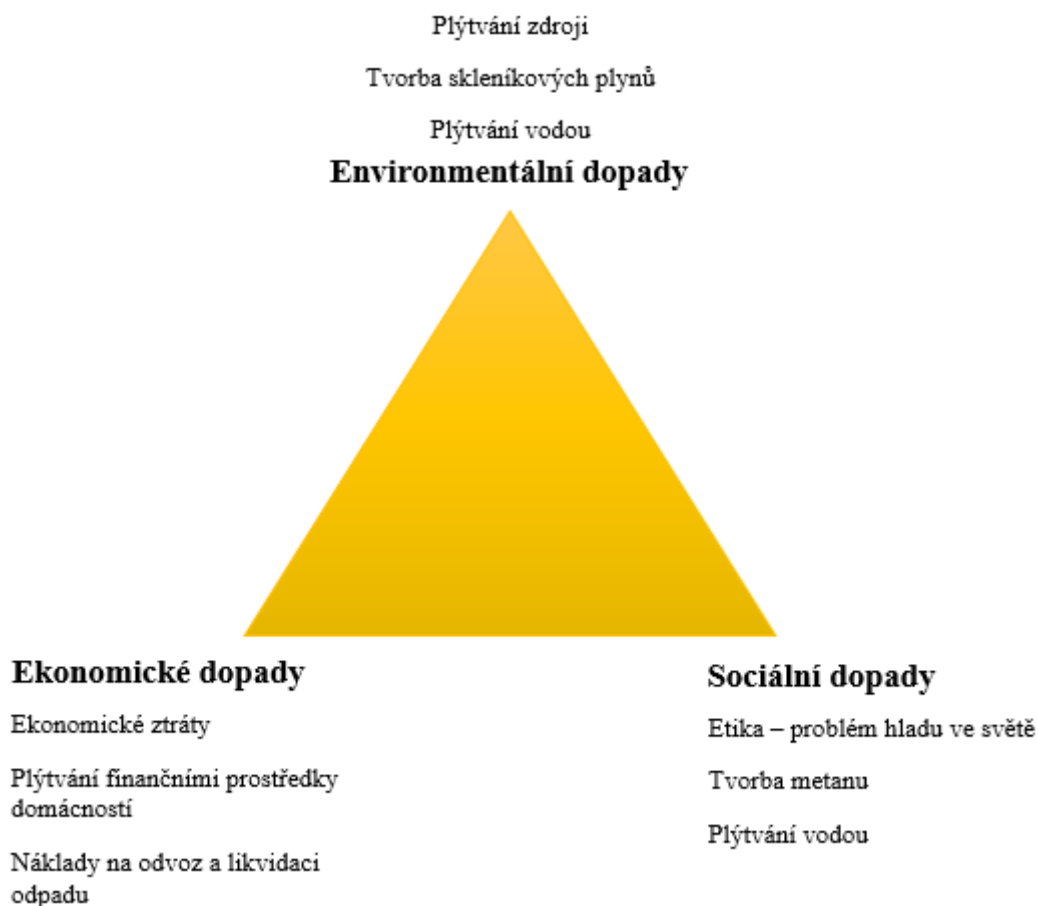 Plýtvání zdroji
Tvorba skleníkových plynů
Plýtvání vodou
Environmentální dopady
Ekonomické dopady
Ekonomické ztráty
Plýtvání finančními prostředky
domácností
Náklady na odvoz a likvidaci
odpadu
Sociální dopady
Etika – problém hladu ve světě
Tvorba metanu
Plýtvání vodou